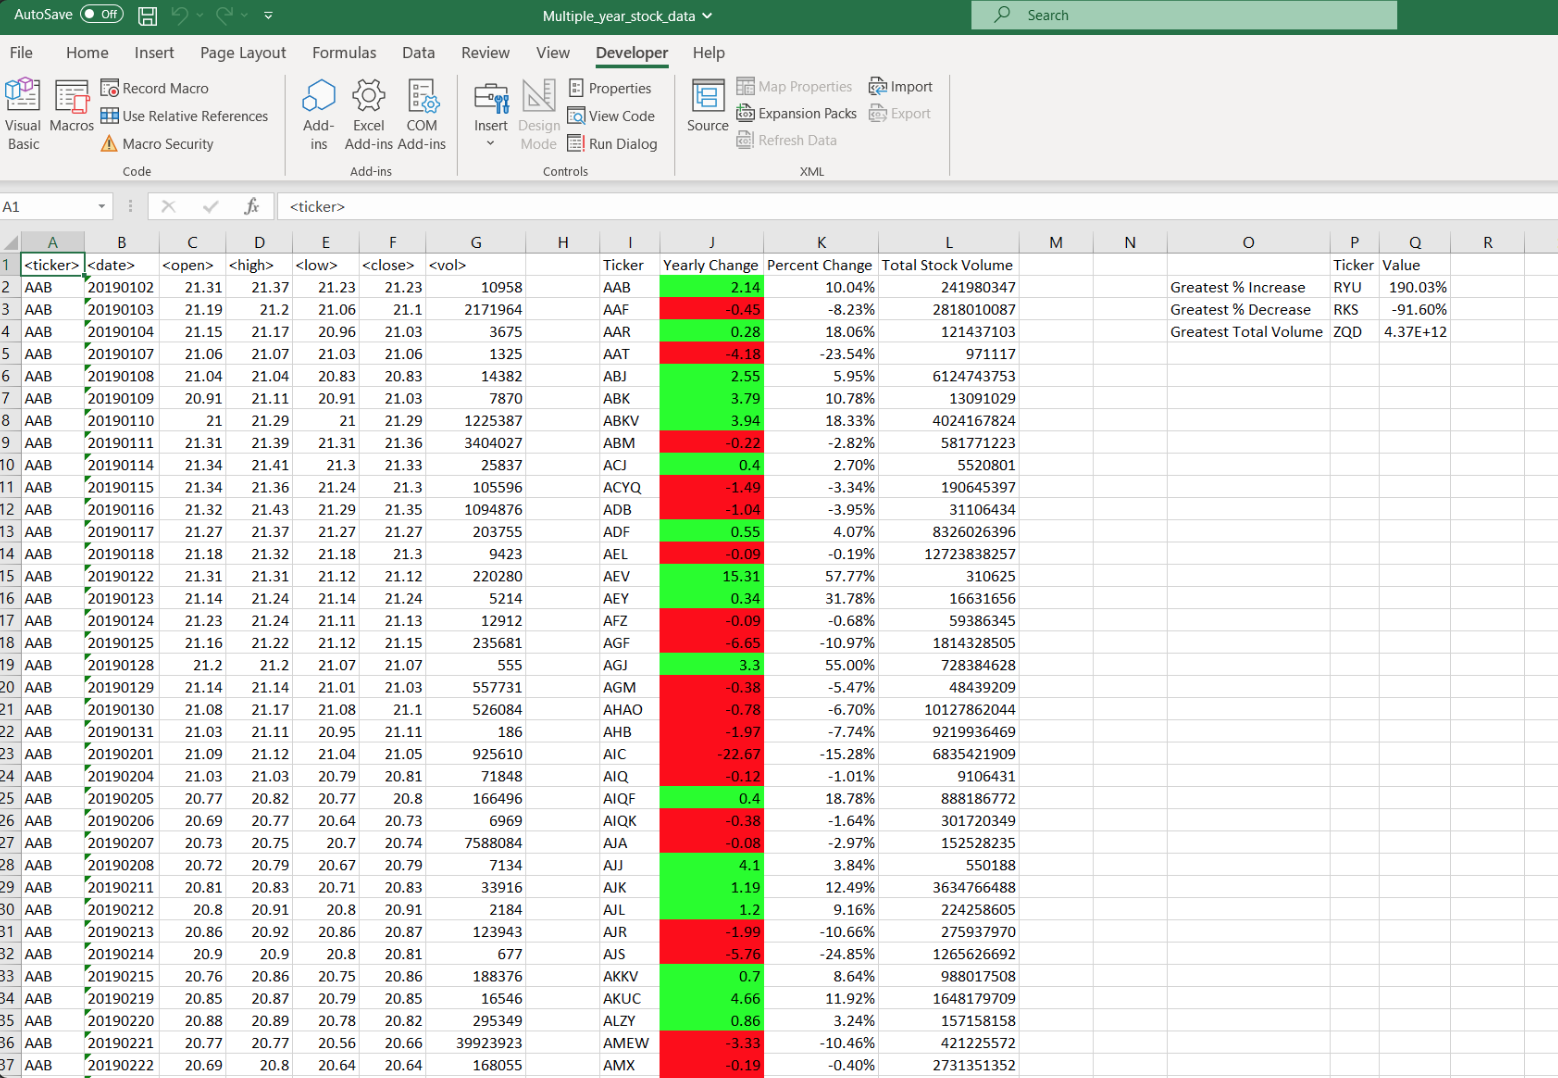 AutoSave Off Multiple_year_stock_data Search
File Home Insert Page Layout Formulas Data Review View Developer Help
Visual Basic
Macros
Record Macro
Use Relative References
Macro Security
Code
Add-ins
Excel Add-ins
COM Add-ins
Add-ins
Insert
Design Mode
Properties
View Code
Run Dialog
Controls
Source
Map Properties
Expansion Packs
Refresh Data
Import
Export
XML
A1 fx <ticker>
A B C D E F G H I J K L M N O P Q R
1 <ticker> <date> <open> <high> <low> <close> <vol> Ticker Yearly Change Percent Change Total Stock Volume Ticker Value
2 AAB 20190102 21.31 21.37 21.23 21.23 10958 AAB 2.14 10.04% 241980347 Greatest % Increase RYU 190.03%
3 AAB 20190103 21.19 21.2 21.06 21.1 2171964 AAF -0.45 -8.23% 2818010087 Greatest % Decrease RKS -91.60%
4 AAB 20190104 21.15 21.17 20.96 21.03 3675 AAR 0.28 18.06% 121437103 Greatest Total Volume ZQD 4.37E+12
5 AAB 20190107 21.06 21.07 21.03 21.06 1325 AAT -4.18 -23.54% 971117
6 AAB 20190108 21.04 21.04 20.83 20.83 14382 ABJ 2.55 5.95% 6124743753
7 AAB 20190109 20.91 21.11 20.91 21.03 7870 ABK 3.79 10.78% 13091029
8 AAB 20190110 21 21.29 21 21.29 1225387 ABKV 3.94 18.33% 4024167824
9 AAB 20190111 21.31 21.39 21.31 21.36 3404027 ABM -0.22 -2.82% 581771223
10 AAB 20190114 21.34 21.41 21.3 21.33 25837 ACJ 0.4 2.70% 5520801
11 AAB 20190115 21.34 21.36 21.24 21.3 105596 ACYQ -1.49 -3.34% 190645397
12 AAB 20190116 21.32 21.43 21.29 21.35 1094876 ADB -1.04 -3.95% 31106434
13 AAB 20190117 21.27 21.37 21.27 21.27 203755 ADF 0.55 4.07% 8326026396
14 AAB 20190118 21.18 21.32 21.18 21.3 9423 AEL -0.09 -0.19% 12723838257
15 AAB 20190122 21.31 21.31 21.12 21.12 220280 AEV 15.31 57.77% 310625
16 AAB 20190123 21.14 21.24 21.14 21.24 5214 AEY 0.34 31.78% 16631656
17 AAB 20190124 21.23 21.24 21.11 21.13 12912 AFZ -0.09 -0.68% 59386345
18 AAB 20190125 21.16 21.22 21.12 21.15 235681 AGF -6.65 -10.97% 1814328505
19 AAB 20190128 21.2 21.2 21.07 21.07 555 AGJ 3.3 55.00% 728384628
20 AAB 20190129 21.14 21.14 21.01 21.03 557731 AGM -0.38 -5.47% 48439209
21 AAB 20190130 21.08 21.17 21.08 21.1 526084 AHAO -0.78 -6.70% 10127862044
22 AAB 20190131 21.03 21.11 20.95 21.11 186 AHB -1.97 -7.74% 9219936469
23 AAB 20190201 21.09 21.12 21.04 21.05 925610 AIC -22.67 -15.28% 6835421909
24 AAB 20190204 21.03 21.03 20.79 20.81 71848 AIQ -0.12 -1.01% 9106431
25 AAB 20190205 20.77 20.82 20.77 20.8 166496 AIQF 0.4 18.78% 888186772
26 AAB 20190206 20.69 20.77 20.64 20.73 6969 AIQK -0.38 -1.64% 301720349
27 AAB 20190207 20.73 20.75 20.7 20.74 7588084 AJA -0.08 -2.97% 152528235
28 AAB 20190208 20.72 20.79 20.67 20.79 7134 AJJ 4.1 3.84% 550188
29 AAB 20190211 20.81 20.83 20.71 20.83 33916 AJK 1.19 12.49% 3634766488
30 AAB 20190212 20.8 20.91 20.8 20.91 2184 AJL 1.2 9.16% 224258605
31 AAB 20190213 20.86 20.92 20.86 20.87 123943 AJR -1.99 -10.66% 275937970
32 AAB 20190214 20.9 20.9 20.8 20.81 677 AJS -5.76 -24.85% 1265626692
33 AAB 20190215 20.76 20.86 20.75 20.86 188376 AKKV 0.7 8.64% 988017508
34 AAB 20190219 20.85 20.87 20.79 20.85 16546 AKUC 4.66 11.92% 1648179709
35 AAB 20190220 20.88 20.89 20.78 20.82 295349 ALZY 0.86 3.24% 157158158
36 AAB 20190221 20.77 20.77 20.56 20.66 39923923 AMEW -3.33 -10.46% 421225572
37 AAB 20190222 20.69 20.8 20.64 20.64 168055 AMX -0.19 -0.40% 2731351352